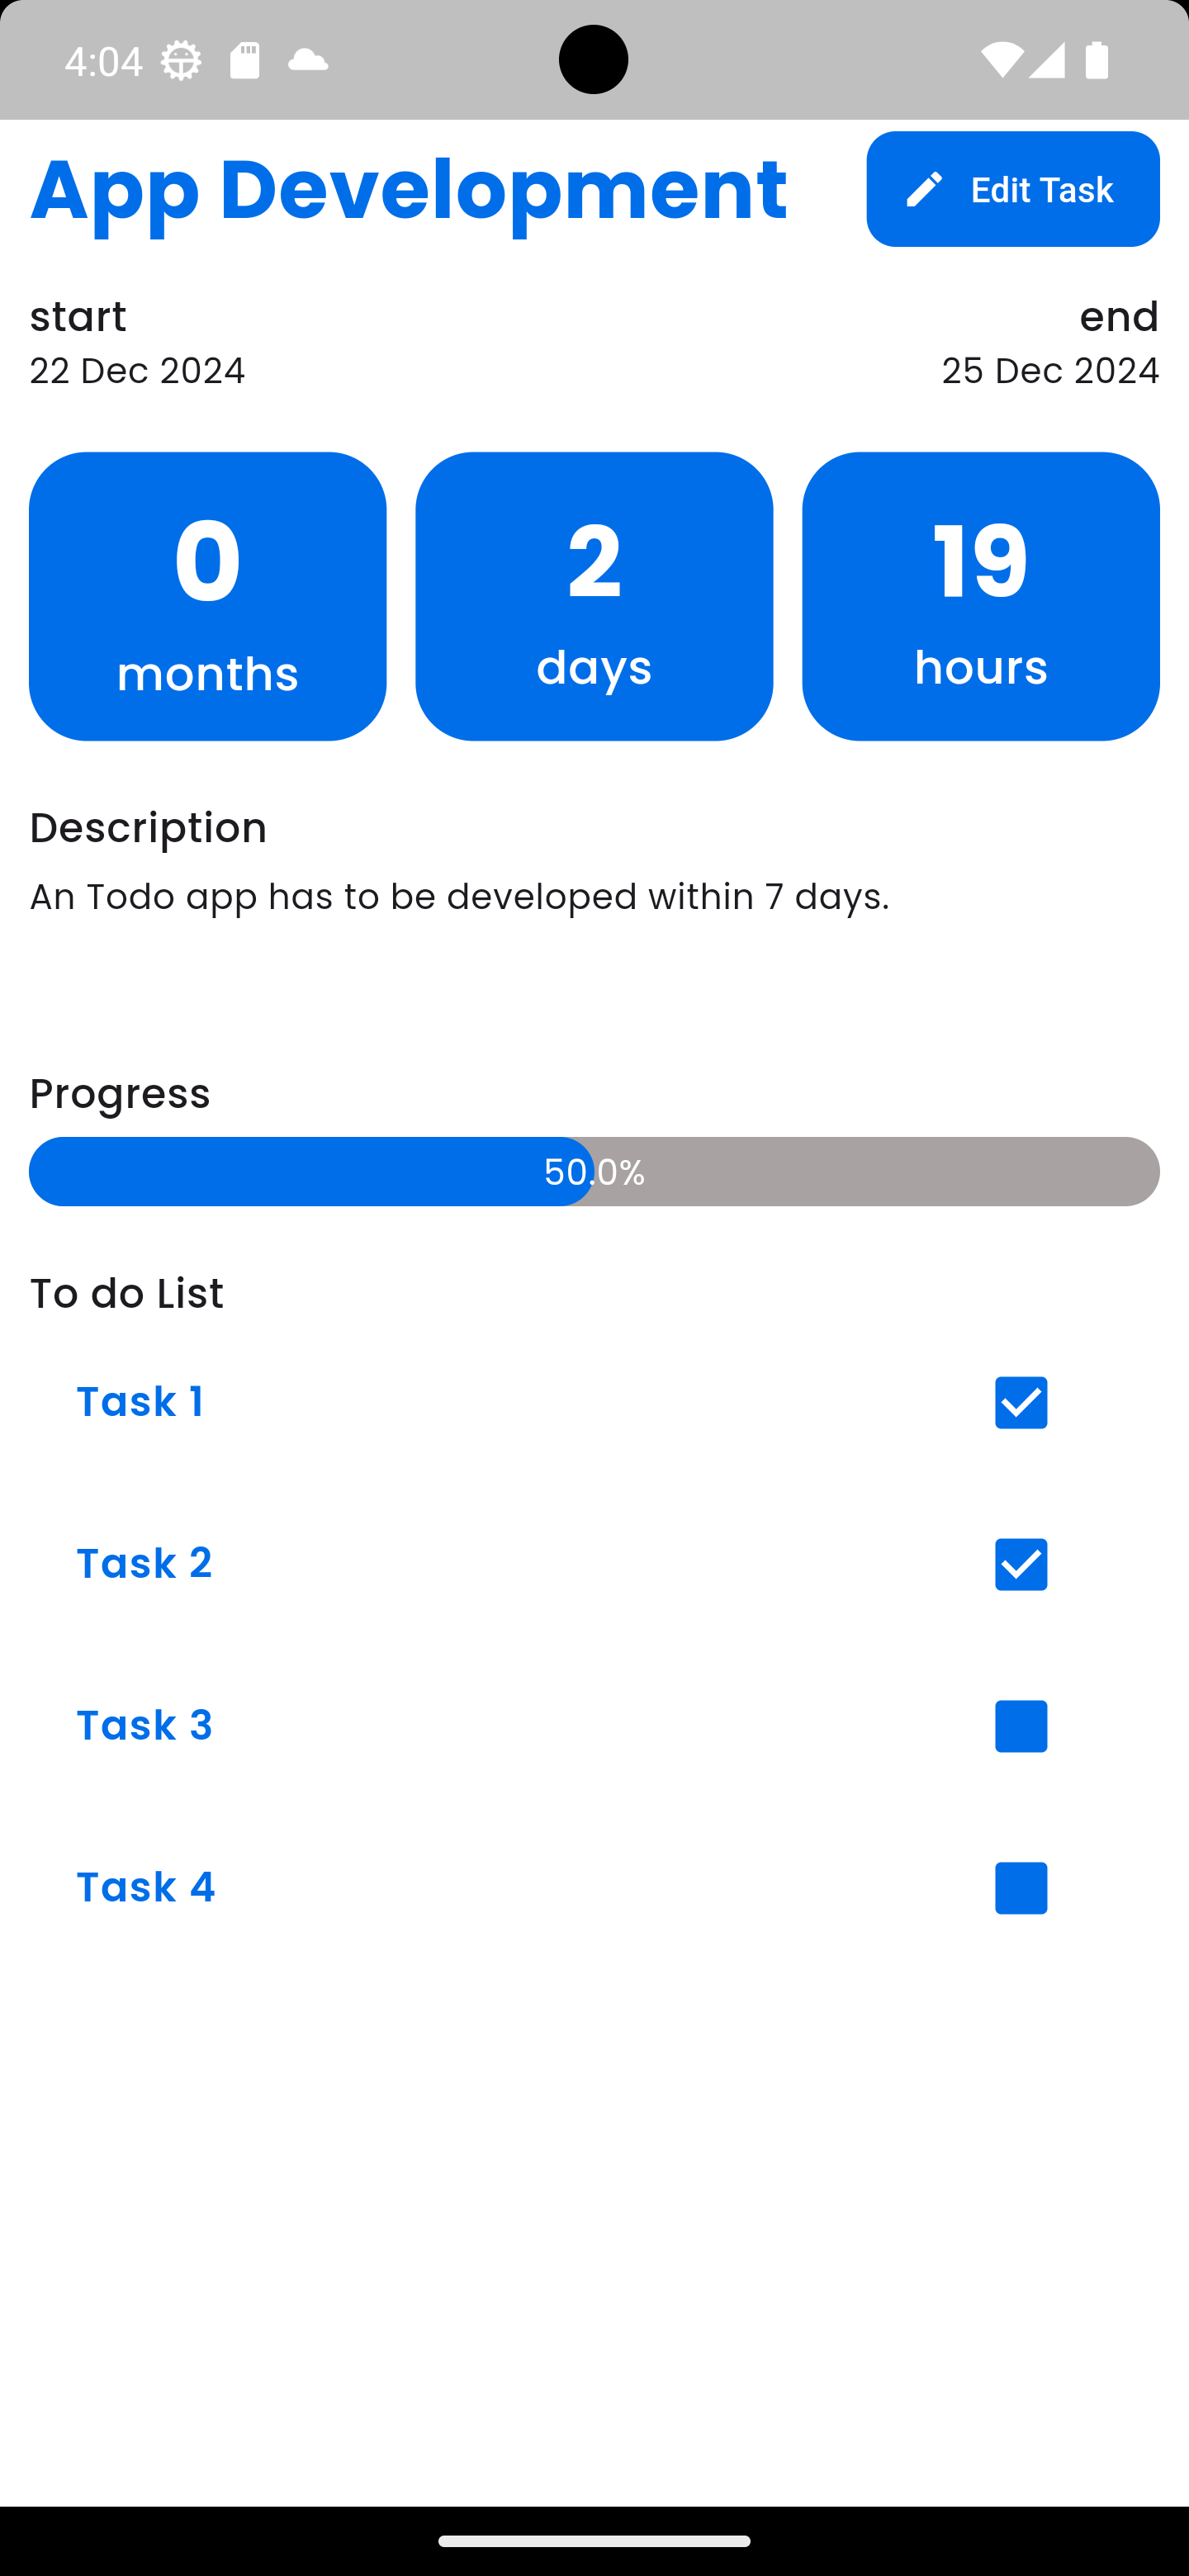 4:04
App Development
Edit Task
start
end
22 Dec 2024
25 Dec 2024
0
2
19
months
days
hours
Description
An Todo app has to be developed within 7 days.
Progress
50.0%
To do List
Task 1
Task 2
Task 3
Task 4